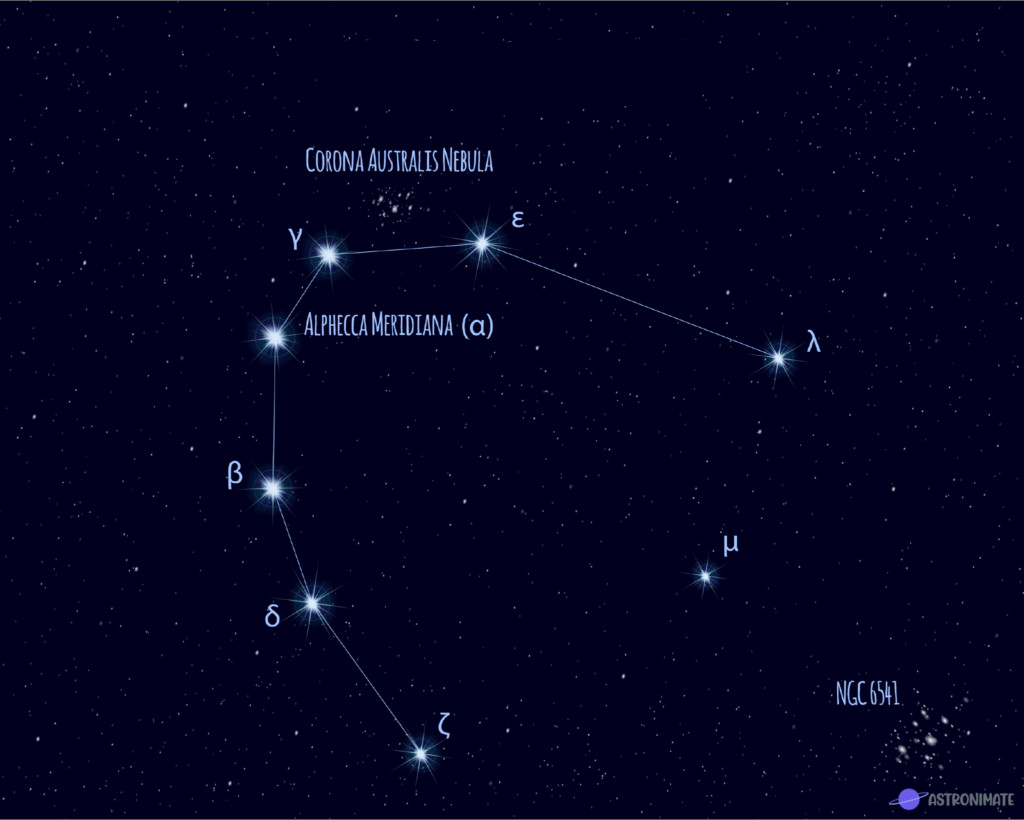 Corona Australis Nebula
γ
ε
Alphecca Meridiana (α)
λ
β
μ
δ
NGC 6541
ζ
ASTRONIMATE